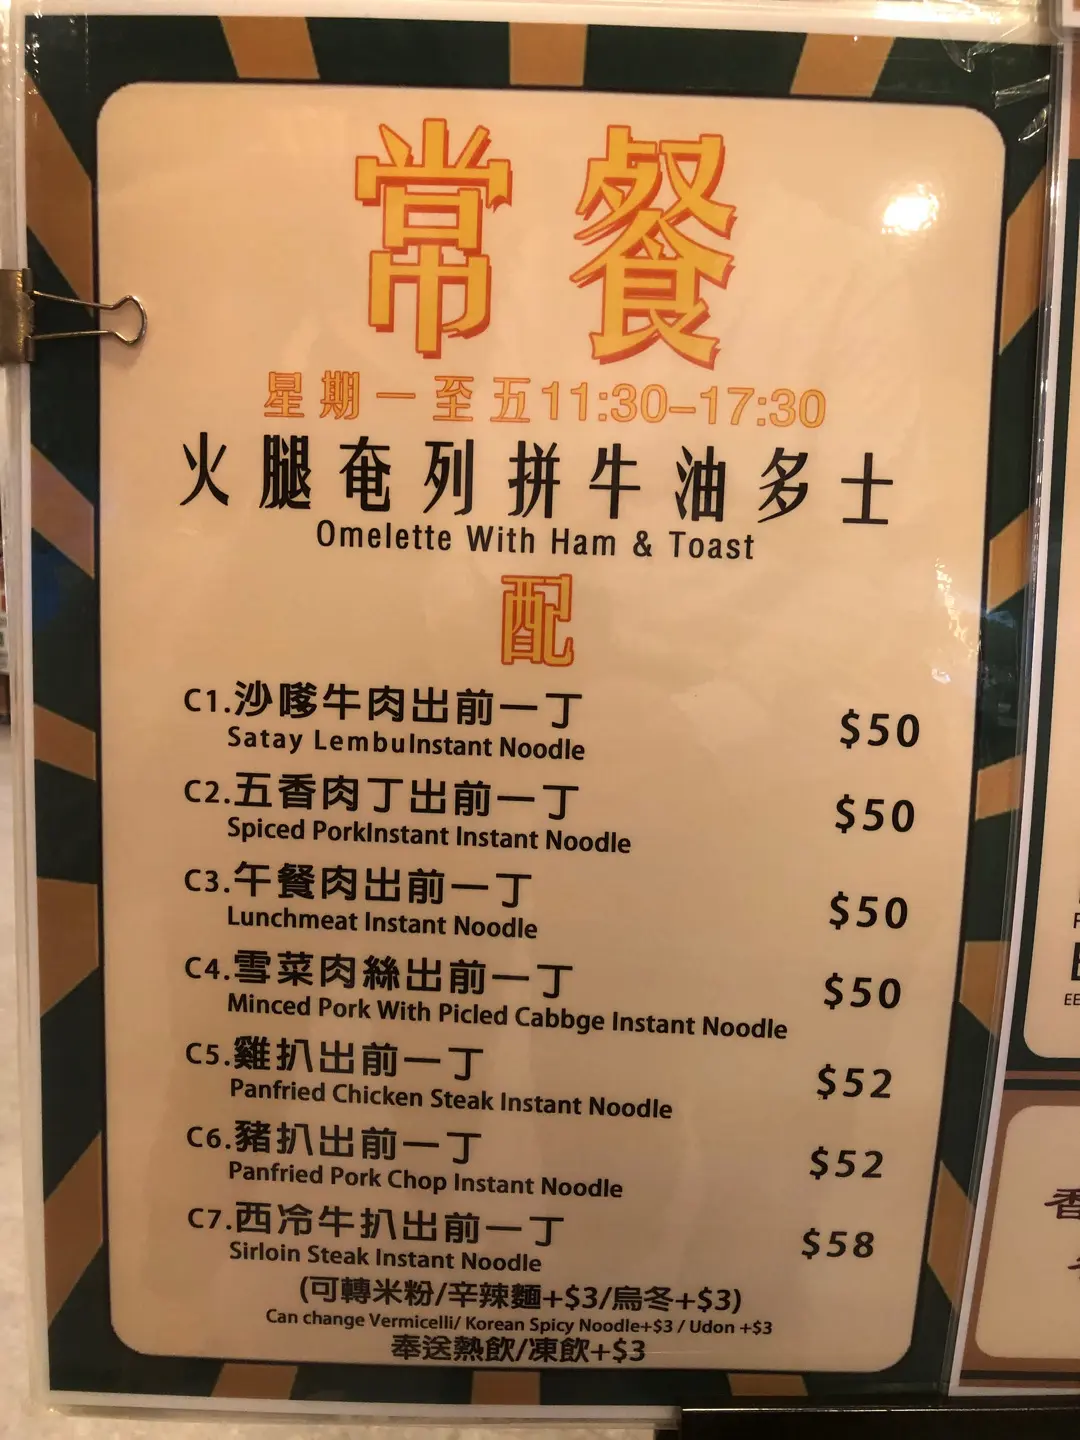 常餐
星期一至五11:30-17:30
火腿奄列拼牛油多士
Omelette With Ham & Toast
配
C1.沙嗲牛肉出前一丁 $50
Satay LembuInstant Noodle
C2.五香肉丁出前一丁 $50
Spiced PorkInstant Instant Noodle
C3.午餐肉出前一丁 $50
Lunchmeat Instant Noodle
C4.雪菜肉絲出前一丁 $50
Minced Pork With Picled Cabbge Instant Noodle
C5.雞扒出前一丁 $52
Panfried Chicken Steak Instant Noodle
C6.豬扒出前一丁 $52
Panfried Pork Chop Instant Noodle
C7.西冷牛扒出前一丁 $58
Sirloin Steak Instant Noodle
(可轉米粉/辛辣麵+$3/烏冬+$3)
Can change Vermicelli/ Korean Spicy Noodle+$3 / Udon +$3
奉送熱飲/凍飲+$3